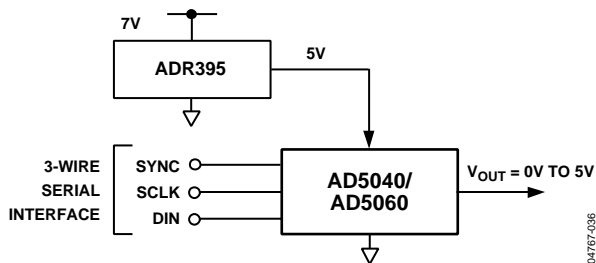 7V
ADR395
5V
3-WIRE
SERIAL
INTERFACE
SYNC
SCLK
DIN
AD5040/
AD5060
VOUT = 0V TO 5V
04767-036